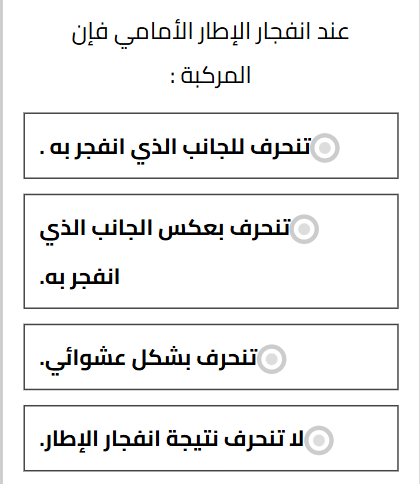 عند انفجار الإطار الأمامي فإن
المركبة :
تنحرف للجانب الذي انفجر به .
تنحرف بعكس الجانب الذي
انفجر به.
تنحرف بشكل عشوائي.
لا تنحرف نتيجة انفجار الإطار.